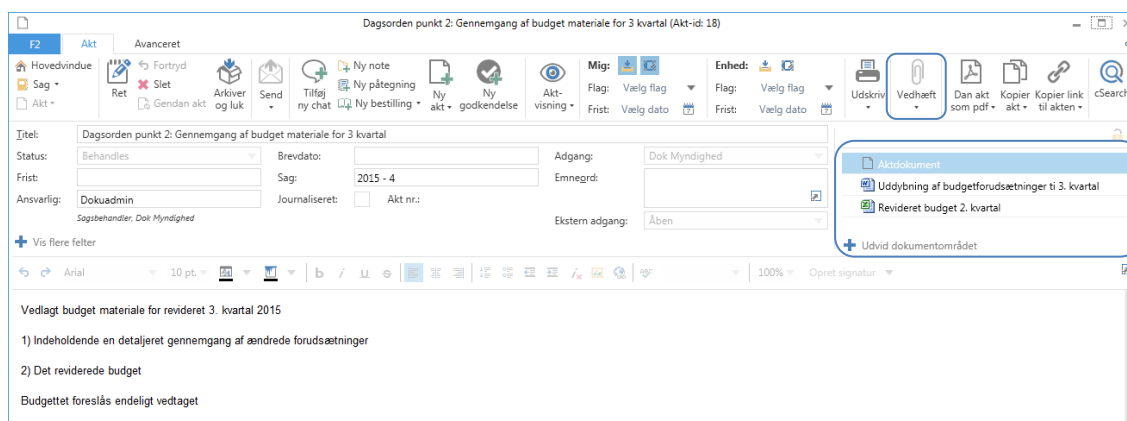 Dagsorden punkt 2: Gennemgang af budget materiale for 3 kvartal (Akt-id: 18)
F2 Akt Avanceret
Hovedvindue
Sag
Akt
Ret
Fortryd
Slet
Gendan akt
Arkiver og luk
Send
Tilføj ny chat
Ny note
Ny påtegning
Ny bestilling
Ny akt
Ny godkendelse
Akt-visning
Mig:
Flag: Vælg flag
Frist: Vælg dato
Enhed:
Flag: Vælg flag
Frist: Vælg dato
Udskriv
Vedhæft
Dan akt som pdf
Kopier akt
Kopier link til akten
cSearch
Titel: Dagsorden punkt 2: Gennemgang af budget materiale for 3 kvartal
Status: Behandles Brevdato: Adgang: Dok Myndighed
Frist: Sag: 2015 - 4 Emneord:
Ansvarlig: Dokuadmin Journaliseret: Akt nr.:
Sagsbehandler, Dok Myndighed Ekstern adgang: Åben
Vis flere felter
Aktdokument
Uddybning af budgetforudsætninger ti 3. kvartal
Revideret budget 2. kvartal
Udvid dokumentområdet
Arial 10 pt. b i u s 100% Opret signatur
Vedlagt budget materiale for revideret 3. kvartal 2015
1) Indeholdende en detaljeret gennemgang af ændrede forudsætninger
2) Det reviderede budget
Budgettet foreslås endeligt vedtaget